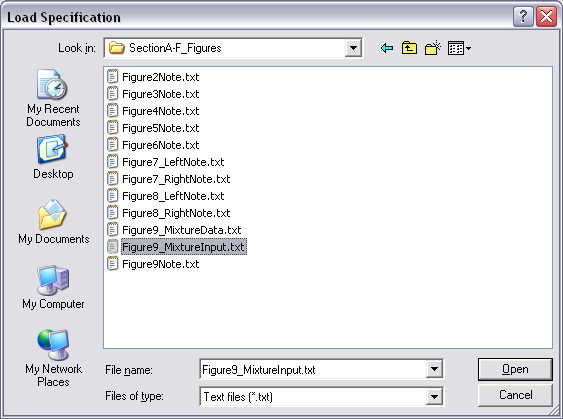 Load Specification
Look in: SectionA-F_Figures
My Recent
Documents
Desktop
My Documents
My Computer
My Network
Places
Figure2Note.txt
Figure3Note.txt
Figure4Note.txt
Figure5Note.txt
Figure6Note.txt
Figure7_LeftNote.txt
Figure7_RightNote.txt
Figure8_LeftNote.txt
Figure8_RightNote.txt
Figure9_MixtureData.txt
Figure9_MixtureInput.txt
Figure9Note.txt
File name: Figure9_MixtureInput.txt Open
Files of type: Text files (*.txt) Cancel